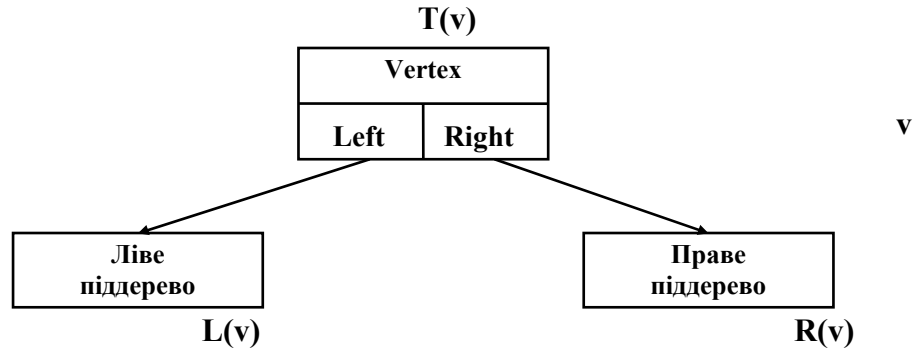 T(v)
Vertex
Left Right
v
Ліве
піддерево
Праве
піддерево
L(v)
R(v)